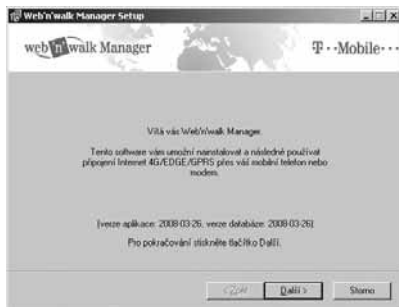 Web'n'walk Manager Setup
web'n'walk Manager
T··Mobile···
Vítá vás Web'n'walk Manager.
Tento software vám umožní nainstalovat a následně používat
připojení Internet 4G/EDGE/GPRS přes váš mobilní telefon nebo
modem.
[verze aplikace: 2008-03-26, verze databáze: 2008-03-26]
Pro pokračování stiskněte tlačítko Další.
< Zpět
Další >
Storno